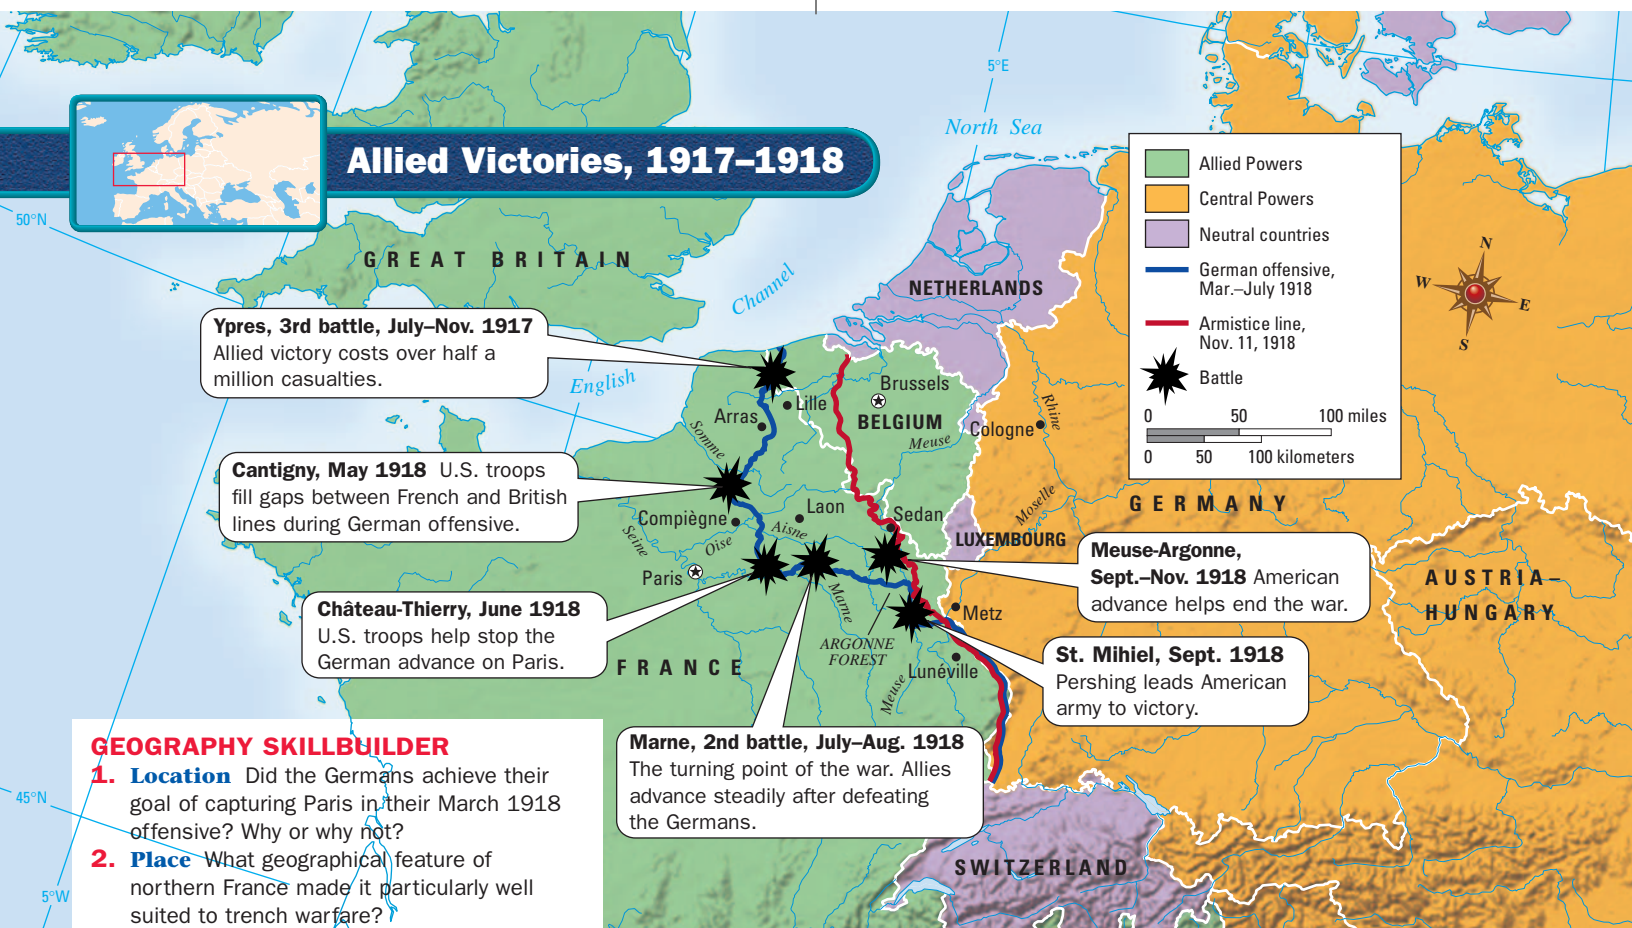 Allied Victories, 1917–1918
5°E
North Sea
50°N
GREAT BRITAIN
English
Channel
NETHERLANDS
Allied Powers
Central Powers
Neutral countries
German offensive,
Mar.–July 1918
Armistice line,
Nov. 11, 1918
Battle
0 50 100 miles
0 50 100 kilometers
N
W
E
S
Ypres, 3rd battle, July–Nov. 1917
Allied victory costs over half a
million casualties.
Brussels
BELGIUM
Lille
Arras
Somme
Meuse
Cologne
Rhine
Cantigny, May 1918 U.S. troops
fill gaps between French and British
lines during German offensive.
Compiègne
Laon
Sedan
Moselle
GERMANY
LUXEMBOURG
Seine
Oise
Aisne
Paris
Meuse-Argonne,
Sept.–Nov. 1918 American
advance helps end the war.
AUSTRIA–
HUNGARY
Château-Thierry, June 1918
U.S. troops help stop the
German advance on Paris.
Marne
Metz
ARGONNE
FOREST
Lunéville
Meuse
FRANCE
St. Mihiel, Sept. 1918
Pershing leads American
army to victory.
Marne, 2nd battle, July–Aug. 1918
The turning point of the war. Allies
advance steadily after defeating
the Germans.
SWITZERLAND
45°N
5°W
GEOGRAPHY SKILLBUILDER
1. Location Did the Germans achieve their
goal of capturing Paris in their March 1918
offensive? Why or why not?
2. Place What geographical feature of
northern France made it particularly well
suited to trench warfare?